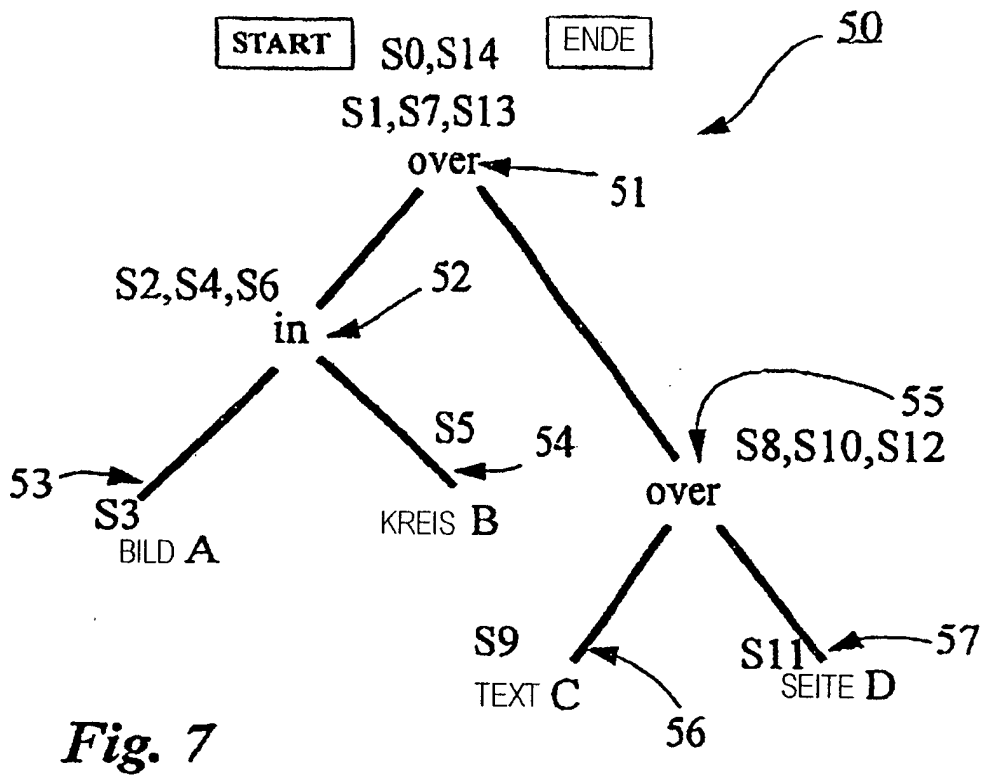 START S0,S14 ENDE 50
S1,S7,S13
over 51
S2,S4,S6 52
in
55
S5 54 S8,S10,S12
53 over
S3 KREIS B
BILD A
S9 S11 57
TEXT C SEITE D
56
Fig. 7